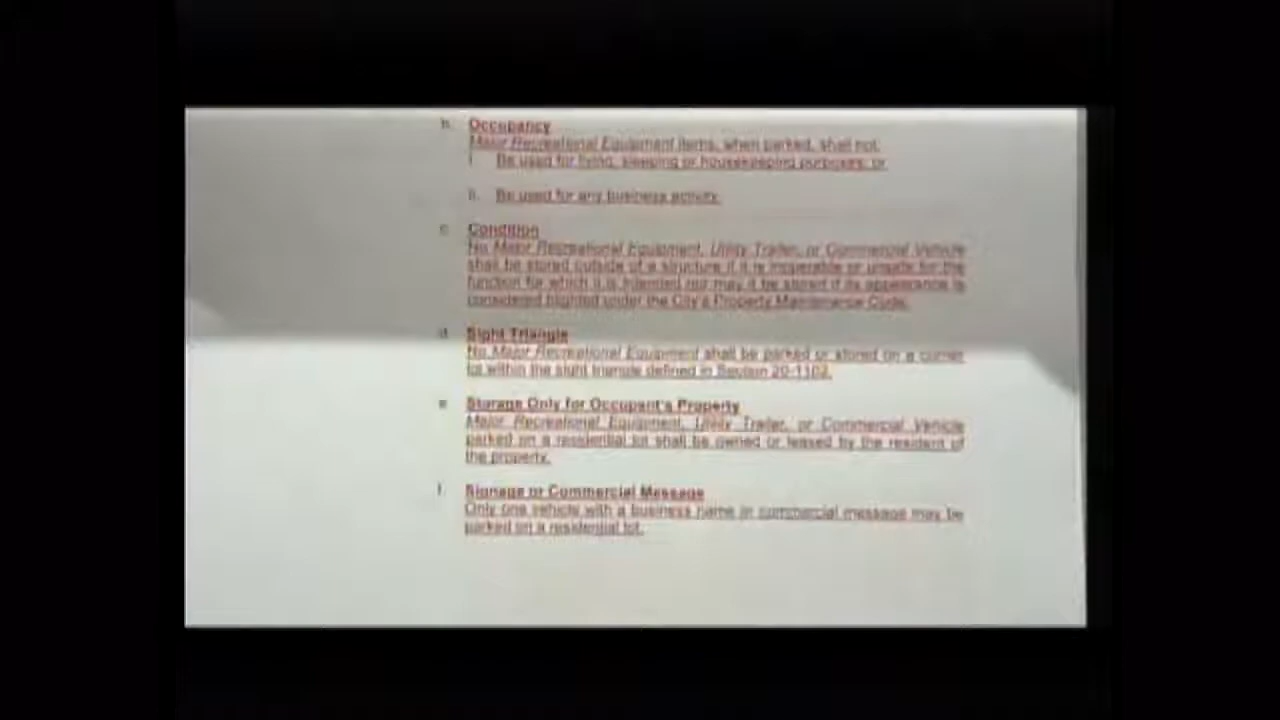 b. Occupancy
Major Recreational Equipment items, when parked, shall not:
i. Be used for living, sleeping or housekeeping purposes; or
ii. Be used for any business activity.
c. Condition
No Major Recreational Equipment, Utility Trailer, or Commercial Vehicle
shall be stored outside of a structure if it is inoperable or unsafe for the
function for which it is intended nor may it be stored if its appearance is
considered blighted under the City's Property Maintenance Code.
d. Sight Triangle
No Major Recreational Equipment shall be parked or stored on a corner
lot within the sight triangle defined in Section 20-1102.
e. Storage Only for Occupant's Property
Major Recreational Equipment, Utility Trailer, or Commercial Vehicle
parked on a residential lot shall be owned or leased by the resident of
the property.
f. Signage or Commercial Message
Only one vehicle with a business name or commercial message may be
parked on a residential lot.